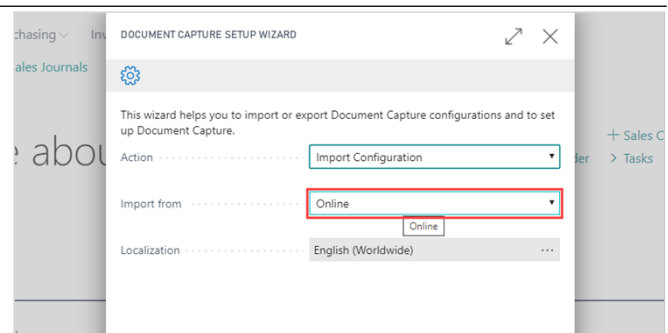 chasing
DOCUMENT CAPTURE SETUP WIZARD
ales Journals
This wizard helps you to import or export Document Capture configurations and to set
up Document Capture.
+ Sales C
abou
Action
Import Configuration
der
> Tasks
Import from
Online
Online
Localization
English (Worldwide)
...